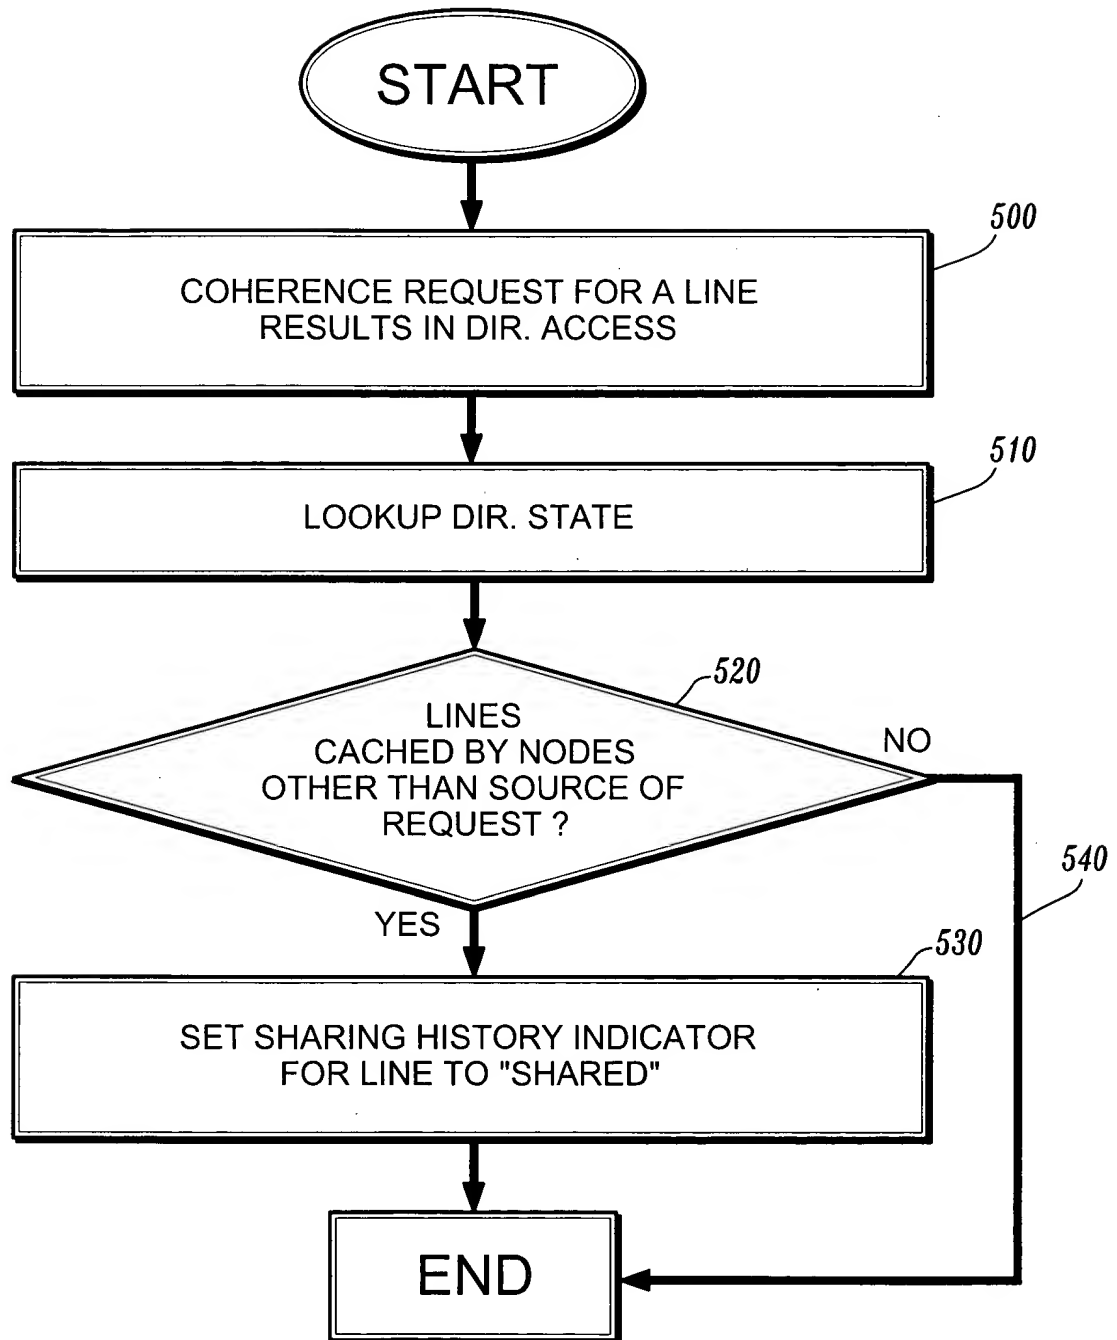 START
500
COHERENCE REQUEST FOR A LINE
RESULTS IN DIR. ACCESS
510
LOOKUP DIR. STATE
520
LINES
CACHED BY NODES
OTHER THAN SOURCE OF
REQUEST ?
NO
540
YES
530
SET SHARING HISTORY INDICATOR
FOR LINE TO "SHARED"
END